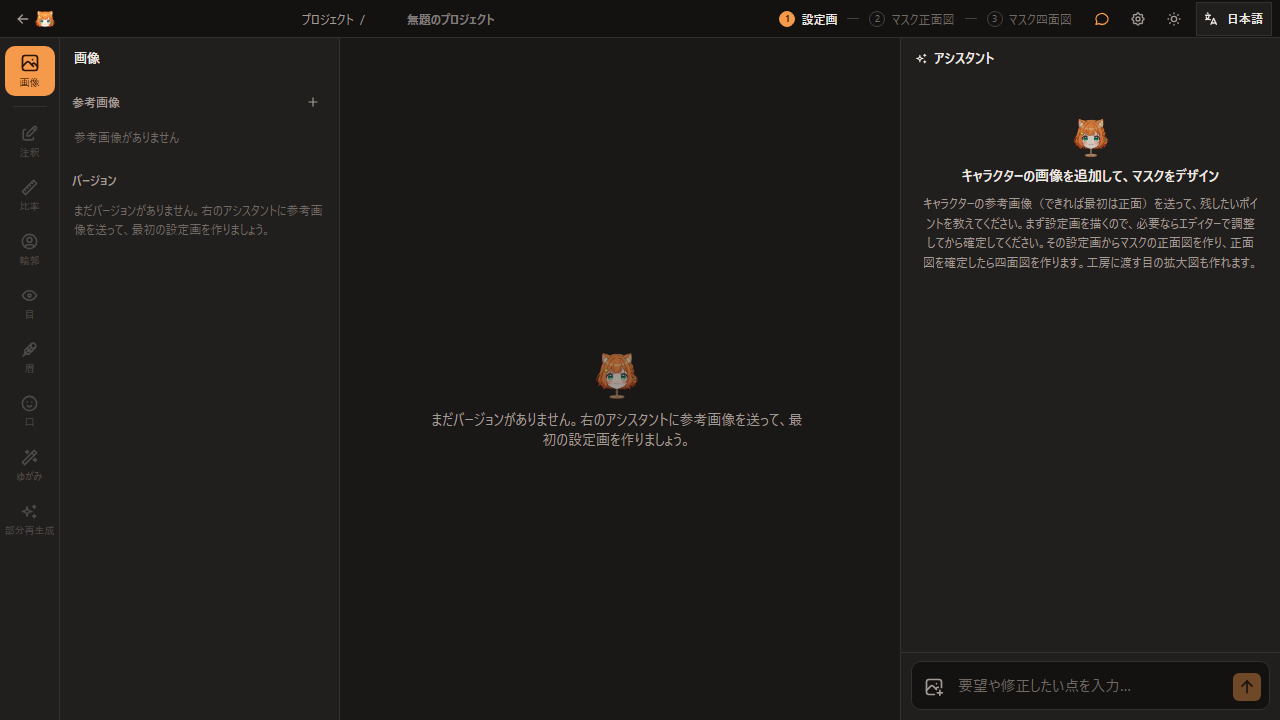 プロジェクト /
無題のプロジェクト
1 設定画
2 マスク正面図
3 マスク四面図
日本語
画像
注釈
比率
輪郭
目
眉
口
ゆがみ
部分再生成
画像
参考画像
参考画像がありません
バージョン
まだバージョンがありません。右のアシスタントに参考画
像を送って、最初の設定画を作りましょう。
まだバージョンがありません。右のアシスタントに参考画像を送って、最
初の設定画を作りましょう。
アシスタント
キャラクターの画像を追加して、マスクをデザイン
キャラクターの参考画像（できれば最初は正面）を送って、残したいポイ
ントを教えてください。まず設定画を描くので、必要ならエディターで調整
してから確定してください。その設定画からマスクの正面図を作り、正面
図を確定したら四面図を作ります。工房に渡す目の拡大図も作れます。
要望や修正したい点を入力...